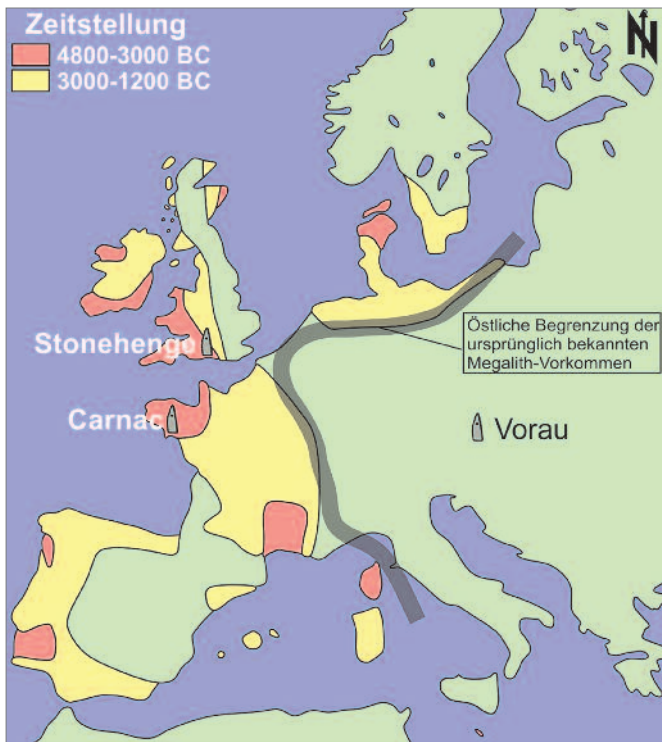 Zeitstellung
4800-3000 BC
3000-1200 BC
N
Stonehenge
Carnac
Östliche Begrenzung der
ursprünglich bekannten
Megalith-Vorkommen
Vorau